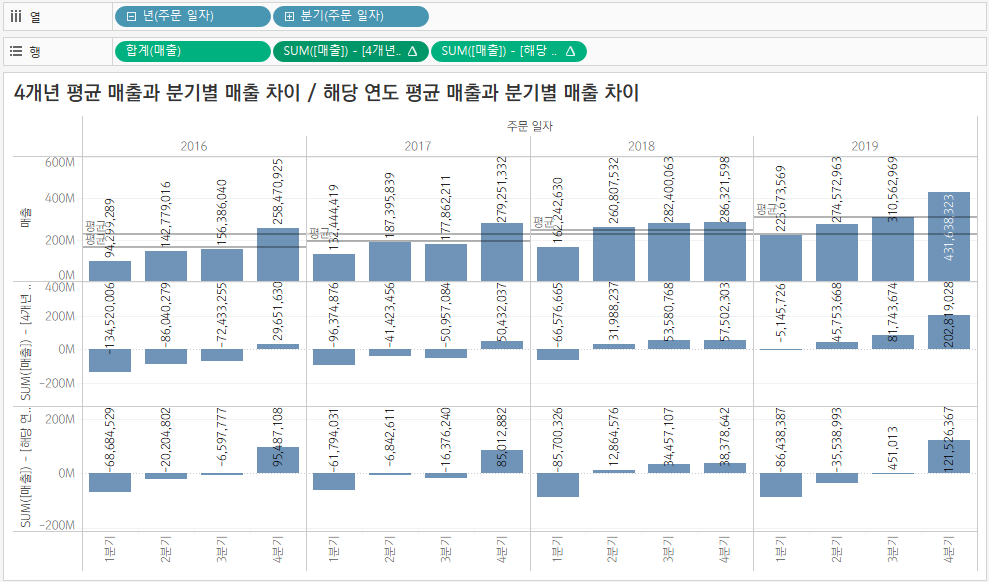 열 년(주문 일자) 분기(주문 일자)
행 합계(매출) SUM([매출]) - [4개년.. Δ SUM([매출]) - [해당 .. Δ
4개년 평균 매출과 분기별 매출 차이 / 해당 연도 평균 매출과 분기별 매출 차이
주문 일자
2016 2017 2018 2019
매출
600M
400M
200M
0M
평균
평균
평균
평균
평균
94,299,289 142,779,016 156,386,040 258,470,925 132,444,419 187,395,839 177,862,211 279,251,332 162,242,630 260,807,532 282,400,063 286,321,598 223,673,569 274,572,963 310,562,969 431,638,323
SUM([매출]) - [4개년 ..
400M
200M
0M
-200M
-134,520,006 -86,040,279 -72,433,255 29,651,630 -96,374,876 -41,423,456 -50,957,084 50,432,037 -66,576,665 31,988,237 53,580,768 57,502,303 -5,145,726 45,753,668 81,743,674 202,819,028
SUM([매출]) - [해당 연..
200M
0M
-200M
-68,684,529 -20,204,802 -6,597,777 95,487,108 -61,794,031 -6,842,611 -16,376,240 85,012,882 -85,700,326 12,864,576 34,457,107 38,378,642 -86,438,387 -35,538,993 451,013 121,526,367
1분기 2분기 3분기 4분기 1분기 2분기 3분기 4분기 1분기 2분기 3분기 4분기 1분기 2분기 3분기 4분기